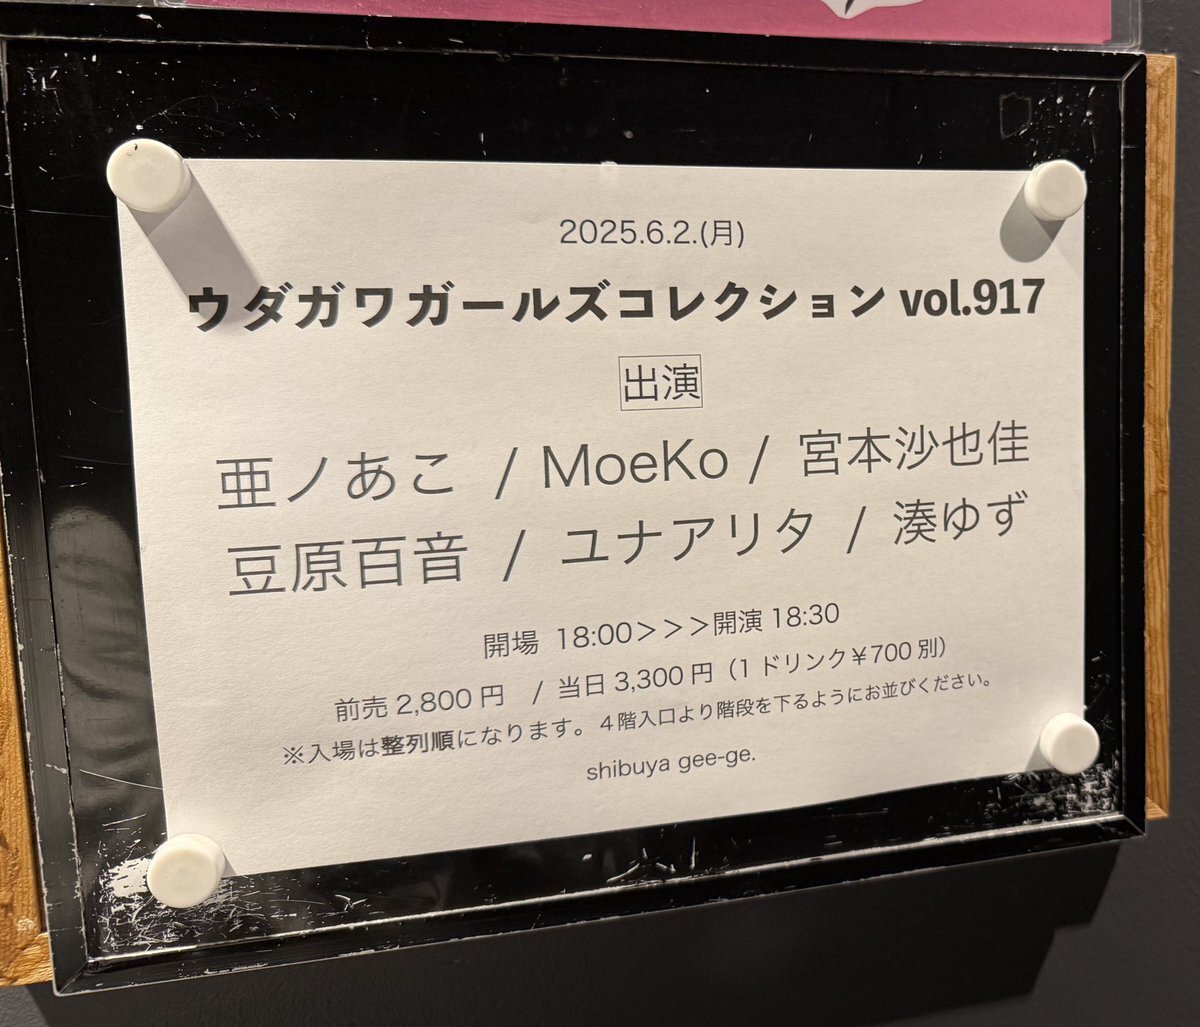 2025.6.2.(月)
ウダガワガールズコレクション vol.917
出演
亜ノあこ / MoeKo / 宮本沙也佳
豆原百音 / ユナアリタ / 湊ゆず
開場 18:00＞＞＞開演 18:30
前売 2,800 円 / 当日 3,300 円（1 ドリンク￥700 別）
※入場は整列順になります。４階入口より階段を下るようにお並びください。
shibuya gee-ge.